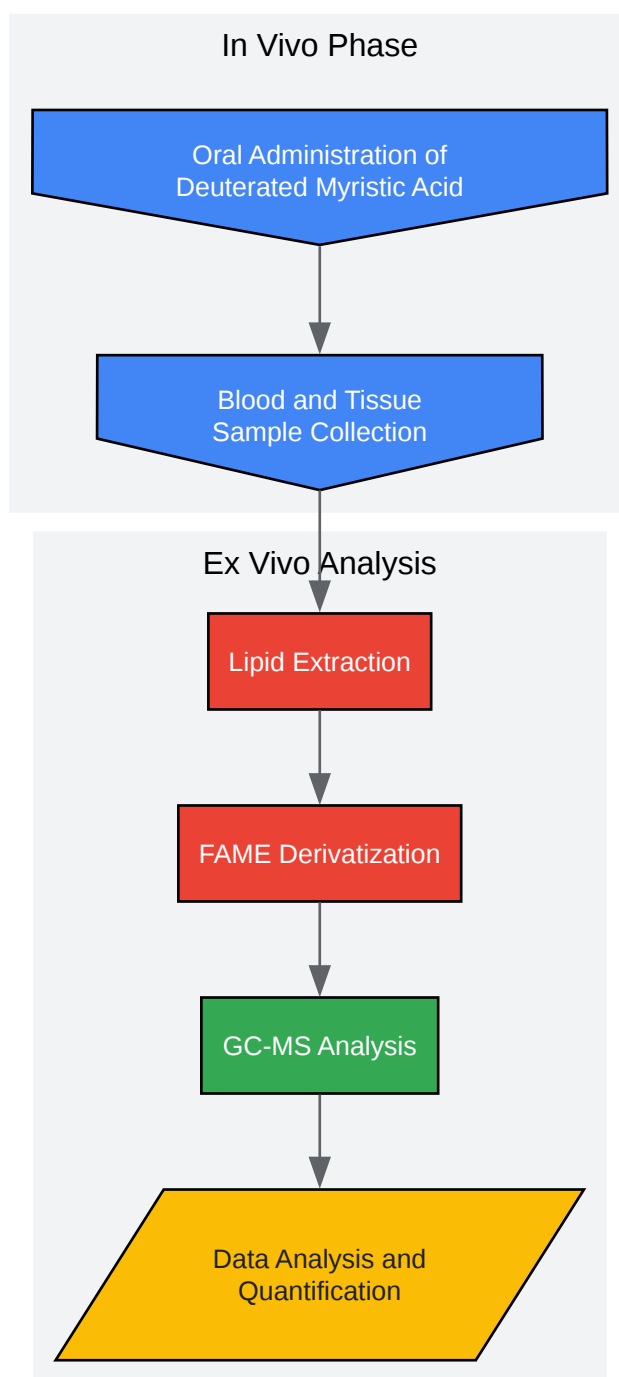 In Vivo Phase
Oral Administration of
Deuterated Myristic Acid
Blood and Tissue
Sample Collection
Ex Vivo Analysis
Lipid Extraction
FAME Derivatization
GC-MS Analysis
Data Analysis and
Quantification